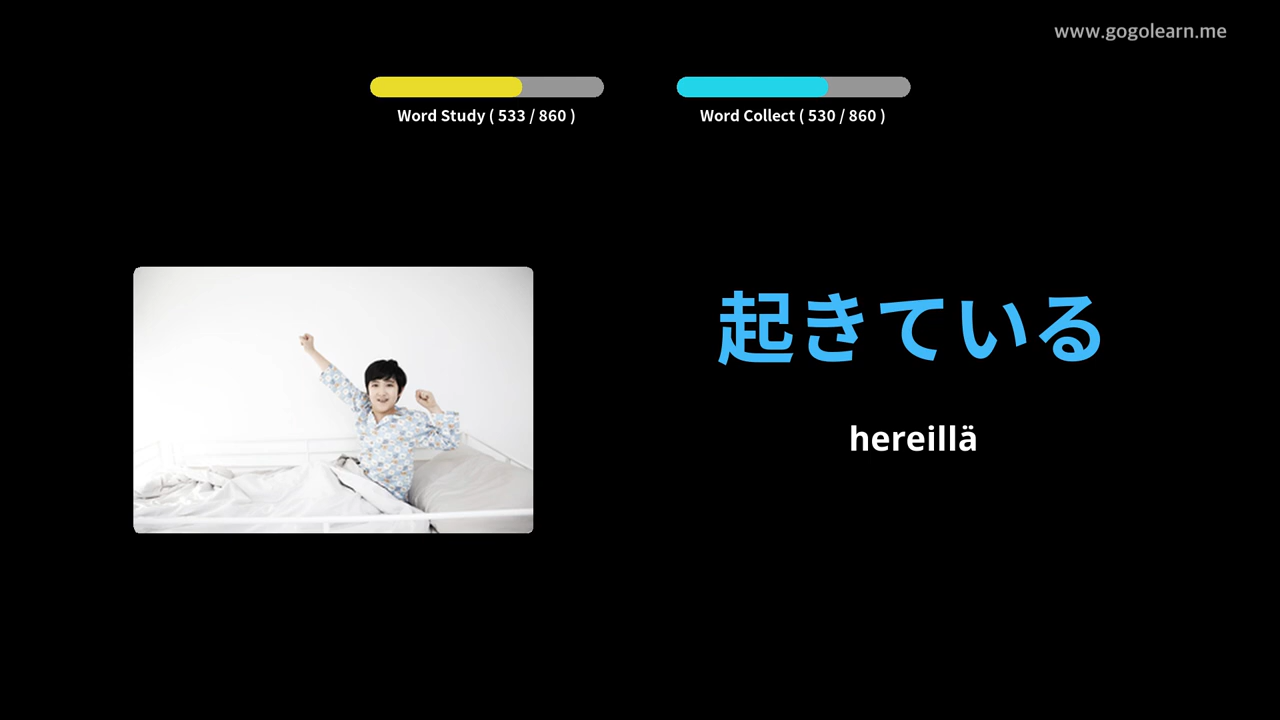 www.gogolearn.me
Word Study ( 533 / 860 )
Word Collect ( 530 / 860 )
起きている
hereillä